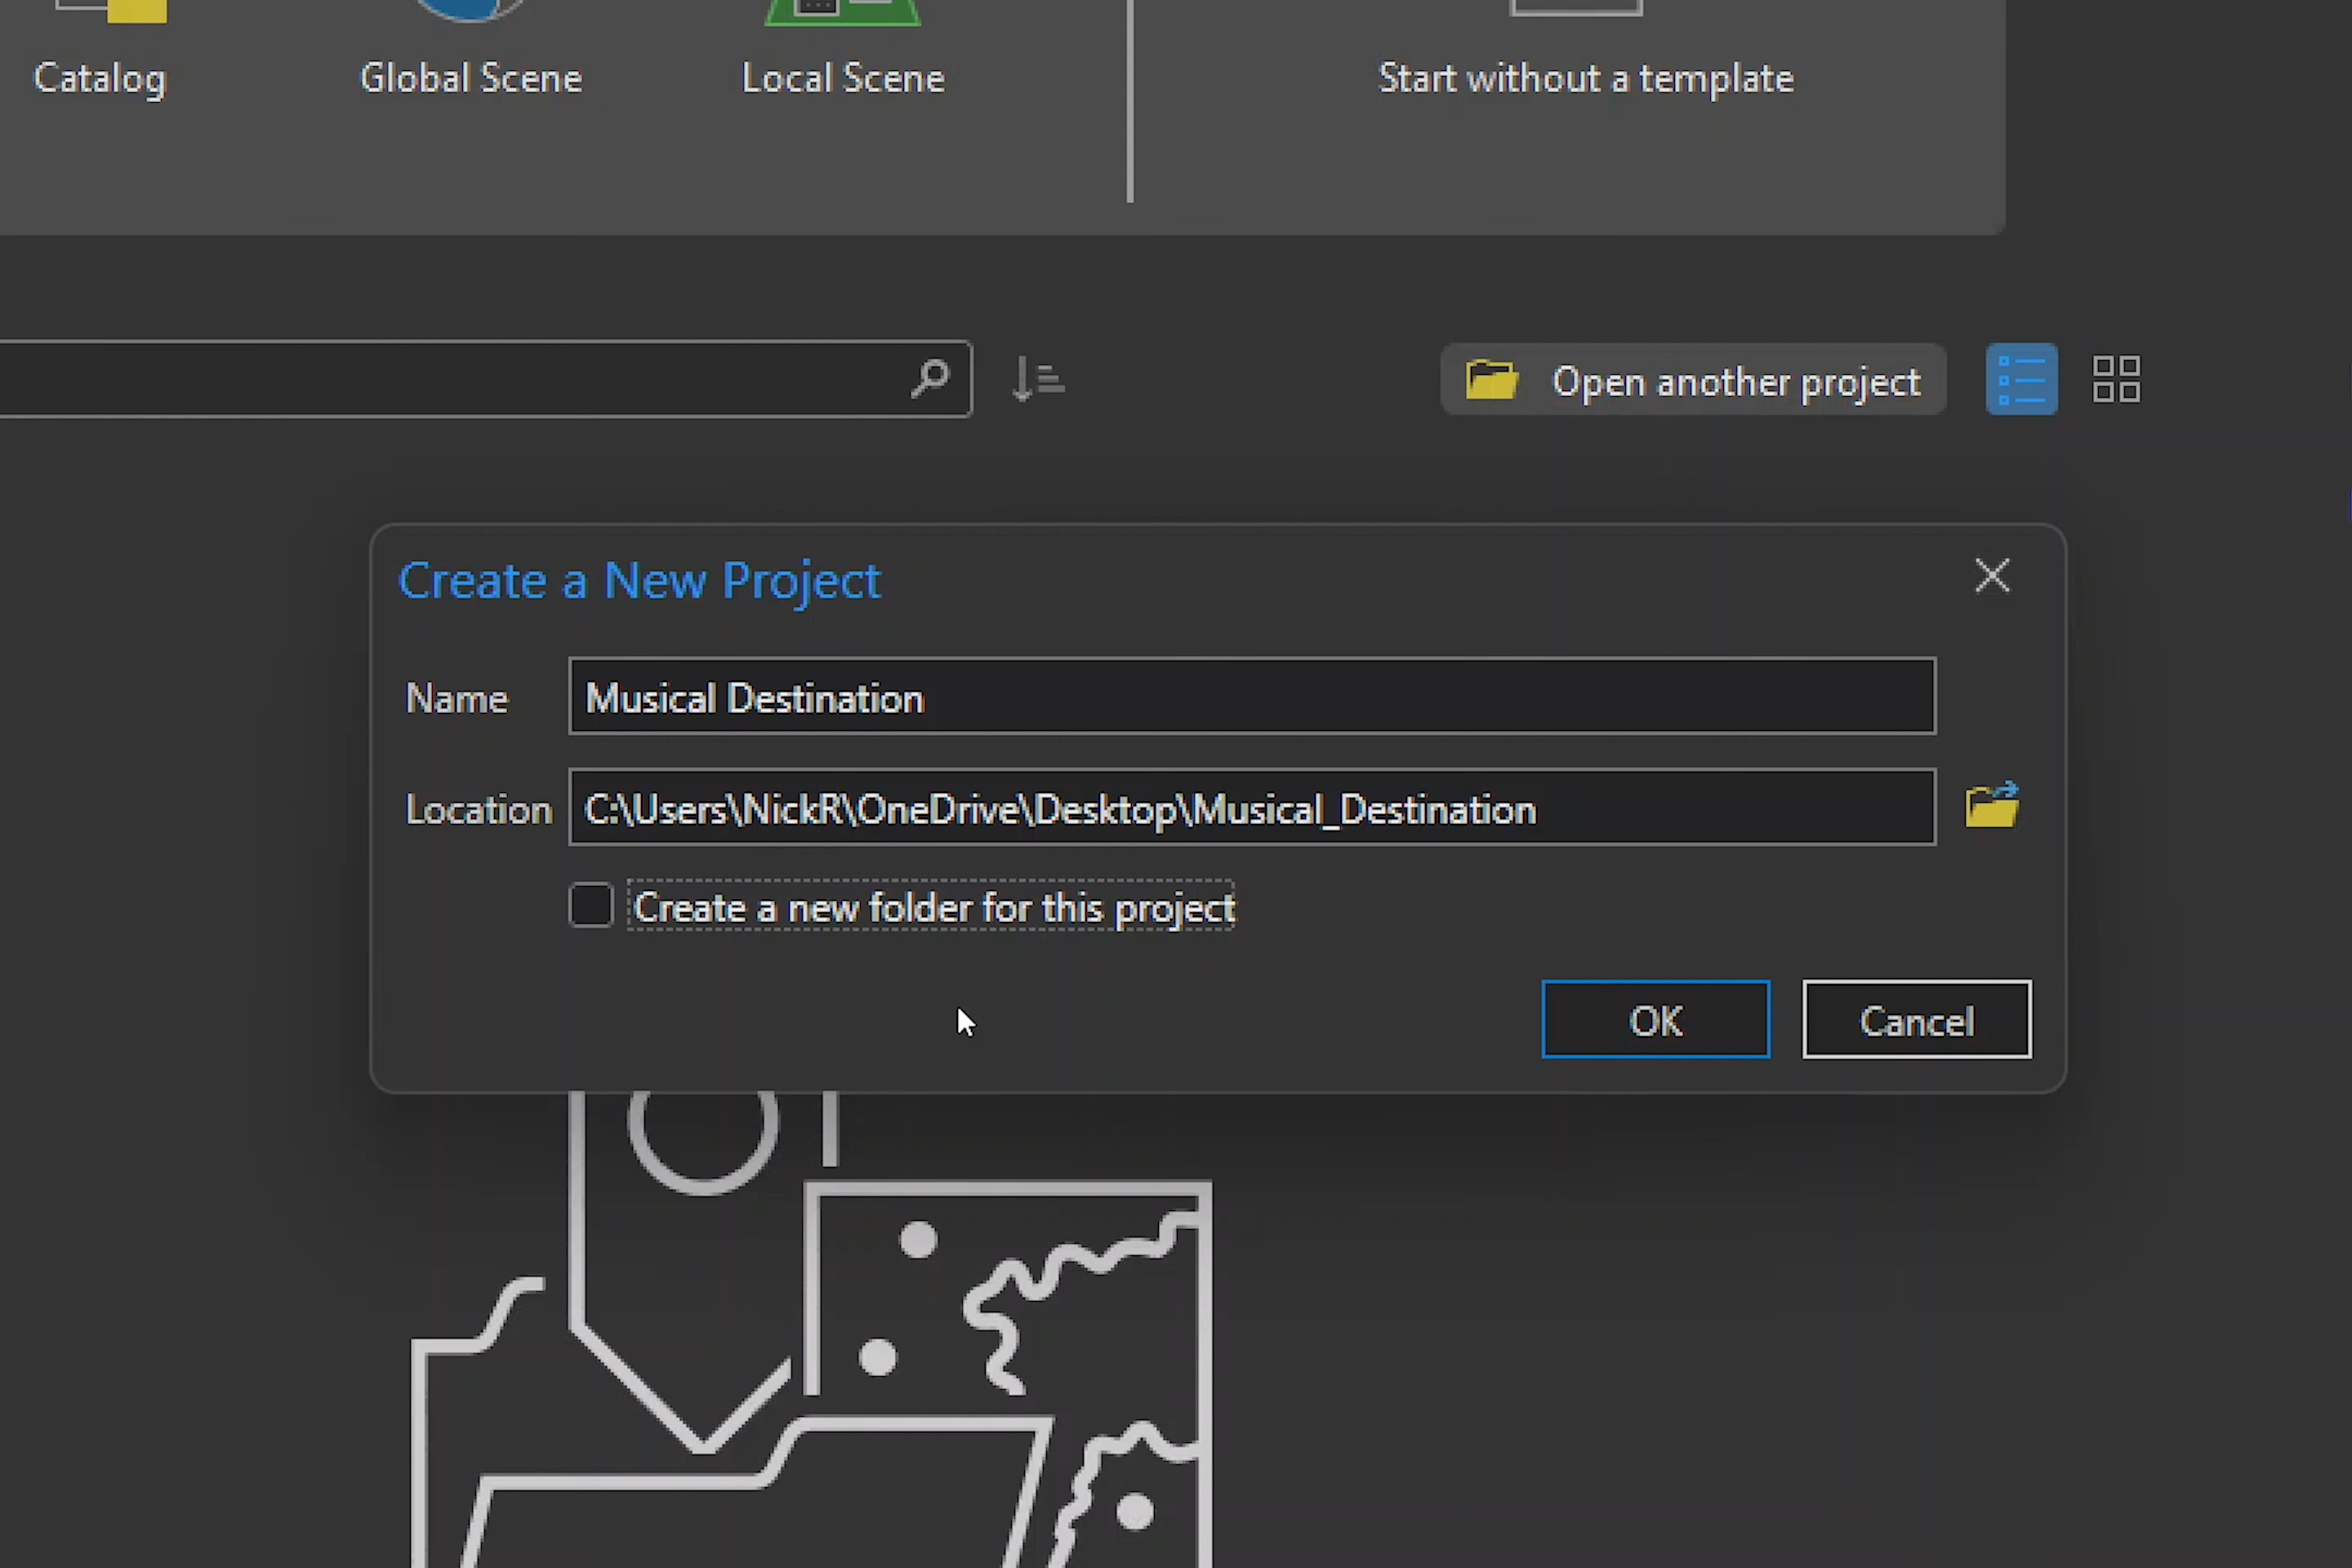 Catalog
Global Scene
Local Scene
Start without a template
Open another project
Create a New Project
Name
Musical Destination
Location
C:\Users\NickR\OneDrive\Desktop\Musical_Destination
Create a new folder for this project
OK
Cancel